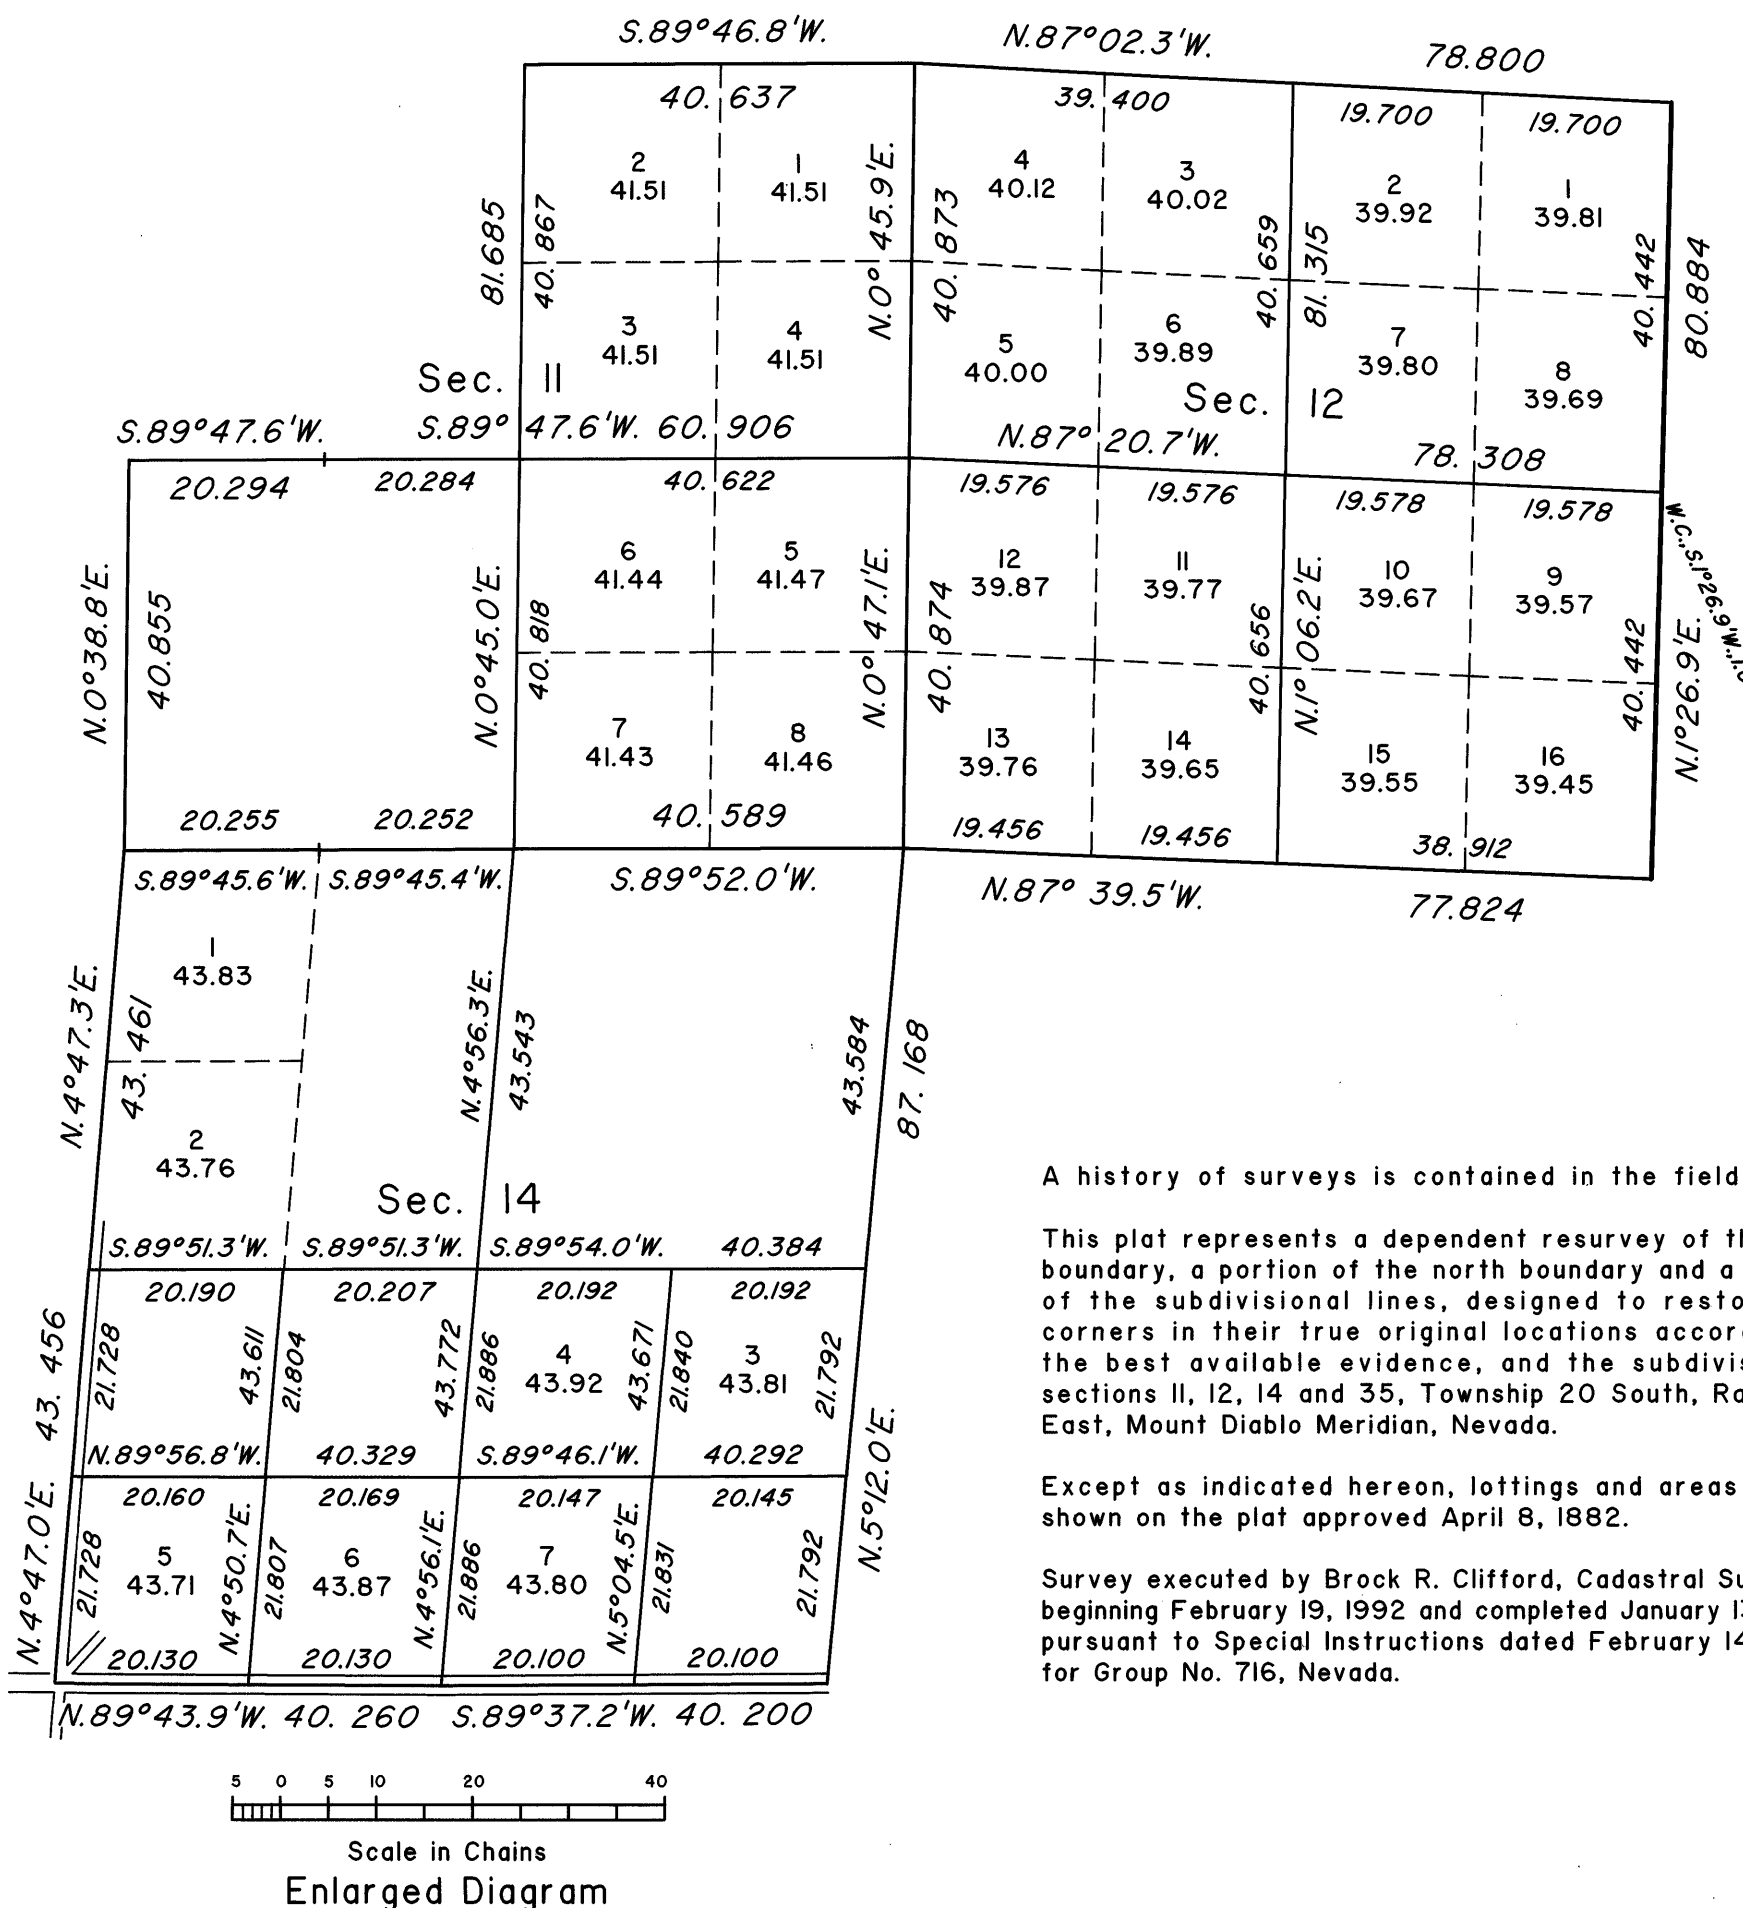 S.89°46.8'W. N.87°02.3'W. 78.800
40.637 39.400 19.700 19.700
2 1 4 3 2 1
41.51 41.51 40.12 40.02 39.92 39.81
81.685 40.867 N.0°45.9'E. 40.873 40.659 81.315 40.442 80.884
3 4 5 6 7 8
41.51 41.51 40.00 39.89 39.80 39.69
Sec. 11 Sec. 12
S.89°47.6'W. S.89°47.6'W. 60.906 N.87°20.7'W. 78.308
20.294 20.284 40.622 19.576 19.576 19.578 19.578
W.C., S.1°26.9'W.,
6 5 12 11 10 9
41.44 41.47 39.87 39.77 39.67 39.57
N.0°38.8'E. 40.855 N.0°45.0'E. 40.818 N.0°47.1'E. 40.874 40.656 N.1°06.2'E. 40.442 N.1°26.9'E.
7 8 13 14 15 16
41.43 41.46 39.76 39.65 39.55 39.45
20.255 20.252 40.589 19.456 19.456 38.912
S.89°45.6'W. S.89°45.4'W. S.89°52.0'W. N.87°39.5'W. 77.824
1
43.83
N.4°47.3'E. 43.461 N.4°56.3'E. 43.543 43.584 87.168
2
43.76
Sec. 14
S.89°51.3'W. S.89°51.3'W. S.89°54.0'W. 40.384
20.190 20.207 20.192 20.192
43.456 21.728 43.611 21.804 43.772 21.886 43.671 21.840 21.792
4 3
43.92 43.81
N.89°56.8'W. 40.329 S.89°46.1'W. 40.292
20.160 20.169 20.147 20.145
N.4°47.0'E. 21.728 N.4°50.7'E. 21.807 N.4°56.1'E. 21.886 N.5°04.5'E. 21.831 21.792 N.5°12.0'E.
5 6 7
43.71 43.87 43.80
20.130 20.130 20.100 20.100
N.89°43.9'W. 40.260 S.89°37.2'W. 40.200
5 0 5 10 20 40
Scale in Chains
Enlarged Diagram
A history of surveys is contained in the field
This plat represents a dependent resurvey of
boundary, a portion of the north boundary and a
of the subdivisional lines, designed to
corners in their true original locations
the best available evidence, and the
sections 11, 12, 14 and 35, Township 20 South,
East, Mount Diablo Meridian, Nevada.
Except as indicated hereon, lottings and areas
shown on the plat approved April 8, 1882.
Survey executed by Brock R. Clifford, Cadastral
beginning February 19, 1992 and completed January
pursuant to Special Instructions dated February
for Group No. 716, Nevada.